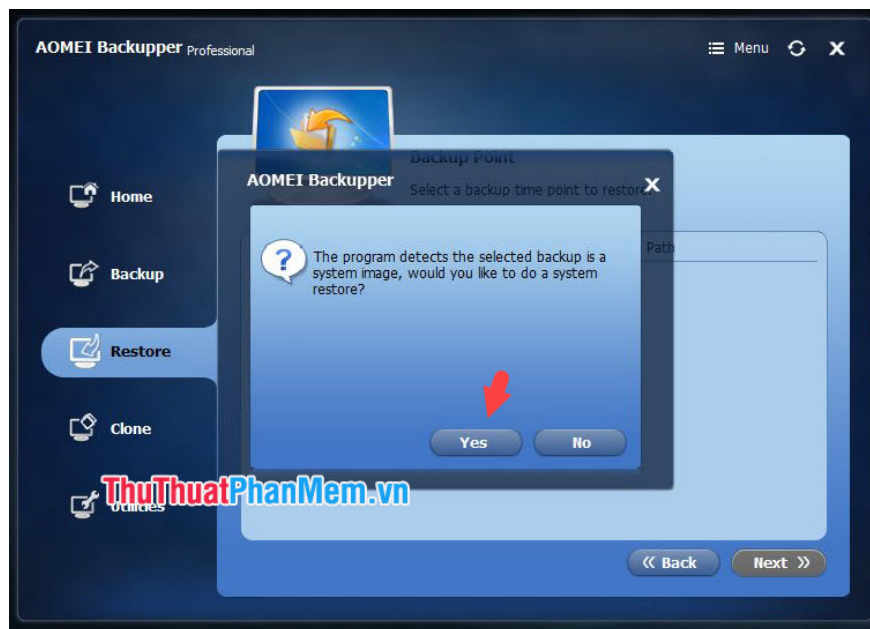 AOMEI Backupper Professional
Menu
Backup Point
AOMEI Backupper
Select a backup time point to restore
Home
Path
The program detects the selected backup is a
system image, would you like to do a system
restore?
Backup
Restore
Clone
Yes No
ThuThuatPhanMem.vn
Utilities
Back Next